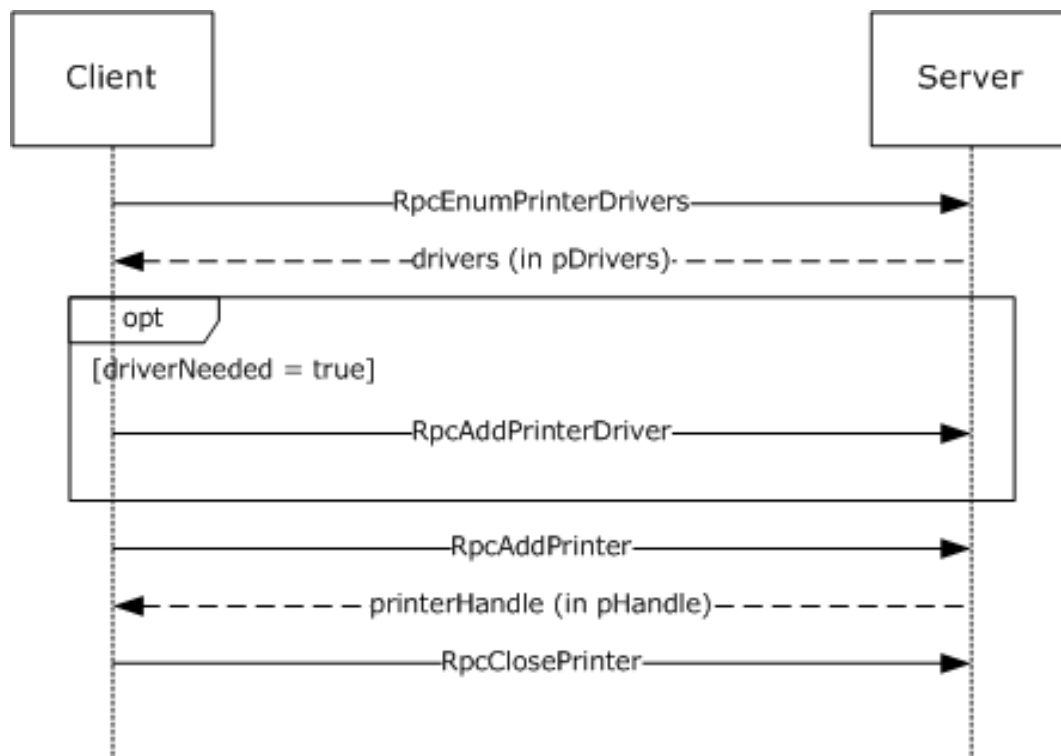 Client
Server
RpcEnumPrinterDrivers
drivers (in pDrivers)
opt
[driverNeeded = true]
RpcAddPrinterDriver
RpcAddPrinter
printerHandle (in pHandle)
RpcClosePrinter